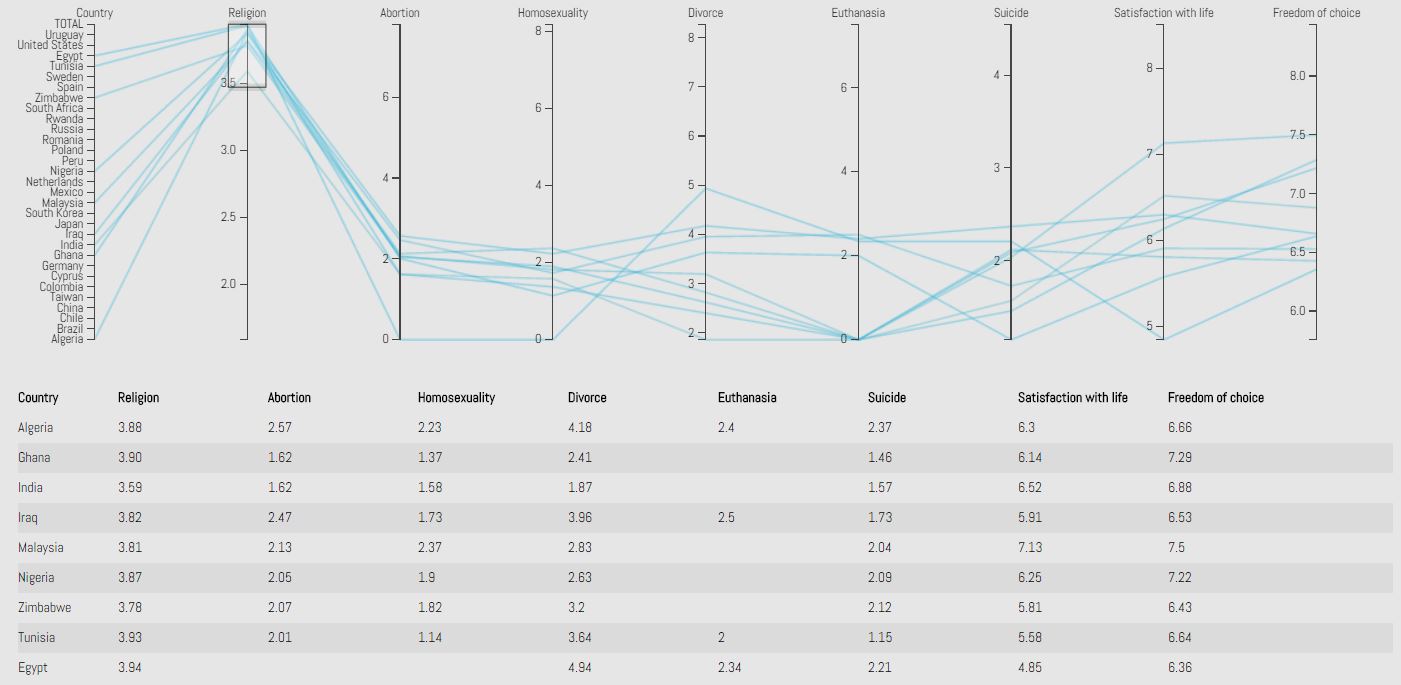 Country Religion Abortion Homosexuality Divorce Euthanasia Suicide Satisfaction with life Freedom of choice
TOTAL
Uruguay
United States
Egypt
Tunisia
Sweden
Spain
Zimbabwe
South Africa
Rwanda
Russia
Romania
Poland
Peru
Nigeria
Netherlands
Mexico
Malaysia
South Korea
Japan
Iraq
India
Ghana
Germany
Cyprus
Colombia
Taiwan
China
Chile
Brazil
Algeria
3.5
3.0
2.5
2.0
6
4
2
0
8
6
4
2
0
8
7
6
5
4
3
2
6
4
2
0
4
3
2
8
7
6
5
8.0
7.5
7.0
6.5
6.0
Country Religion Abortion Homosexuality Divorce Euthanasia Suicide Satisfaction with life Freedom of choice
Algeria 3.88 2.57 2.23 4.18 2.4 2.37 6.3 6.66
Ghana 3.90 1.62 1.37 2.41 1.46 6.14 7.29
India 3.59 1.62 1.58 1.87 1.57 6.52 6.88
Iraq 3.82 2.47 1.73 3.96 2.5 1.73 5.91 6.53
Malaysia 3.81 2.13 2.37 2.83 2.04 7.13 7.5
Nigeria 3.87 2.05 1.9 2.63 2.09 6.25 7.22
Zimbabwe 3.78 2.07 1.82 3.2 2.12 5.81 6.43
Tunisia 3.93 2.01 1.14 3.64 2 1.15 5.58 6.64
Egypt 3.94 4.94 2.34 2.21 4.85 6.36